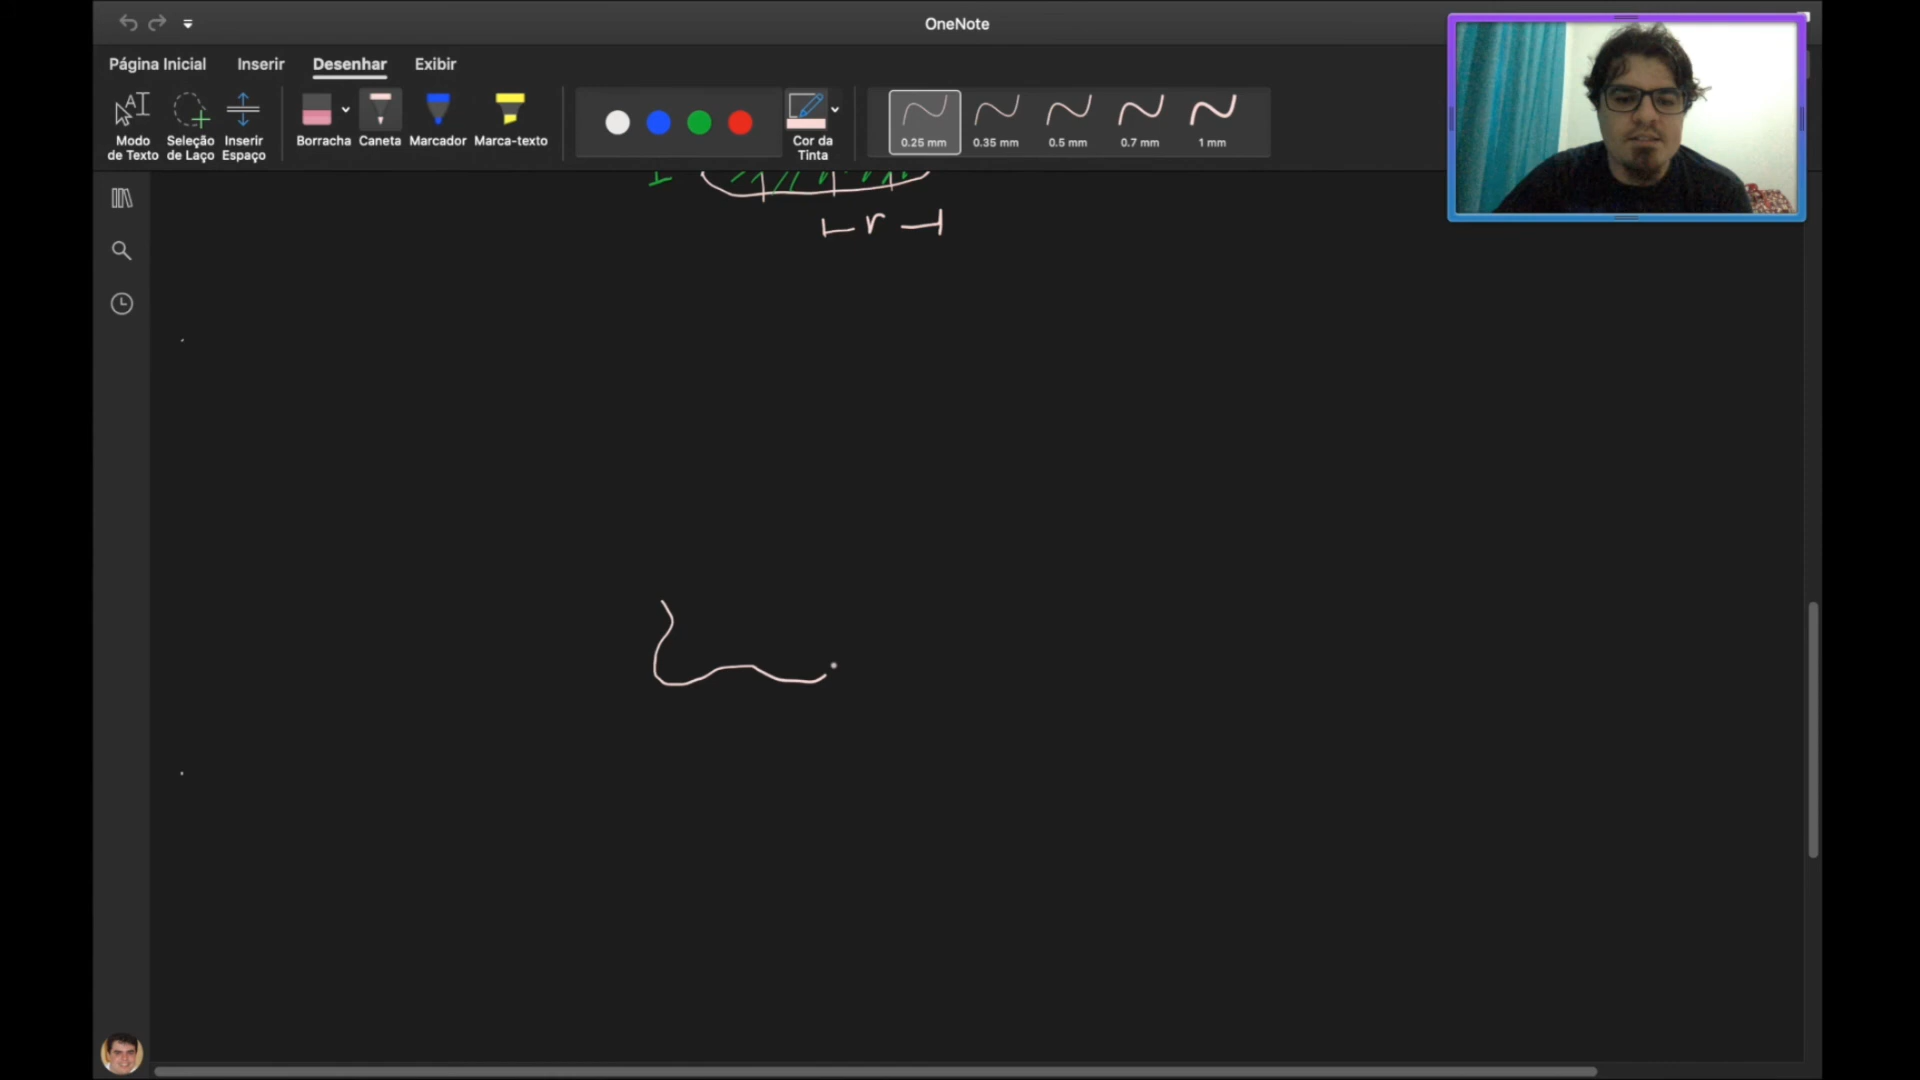 OneNote
Página Inicial Inserir Desenhar Exibir
Modo de Texto
Seleção de Laço
Inserir Espaço
Borracha
Caneta
Marcador
Marca-texto
Cor da Tinta
0.25 mm
0.35 mm
0.5 mm
0.7 mm
1 mm
r